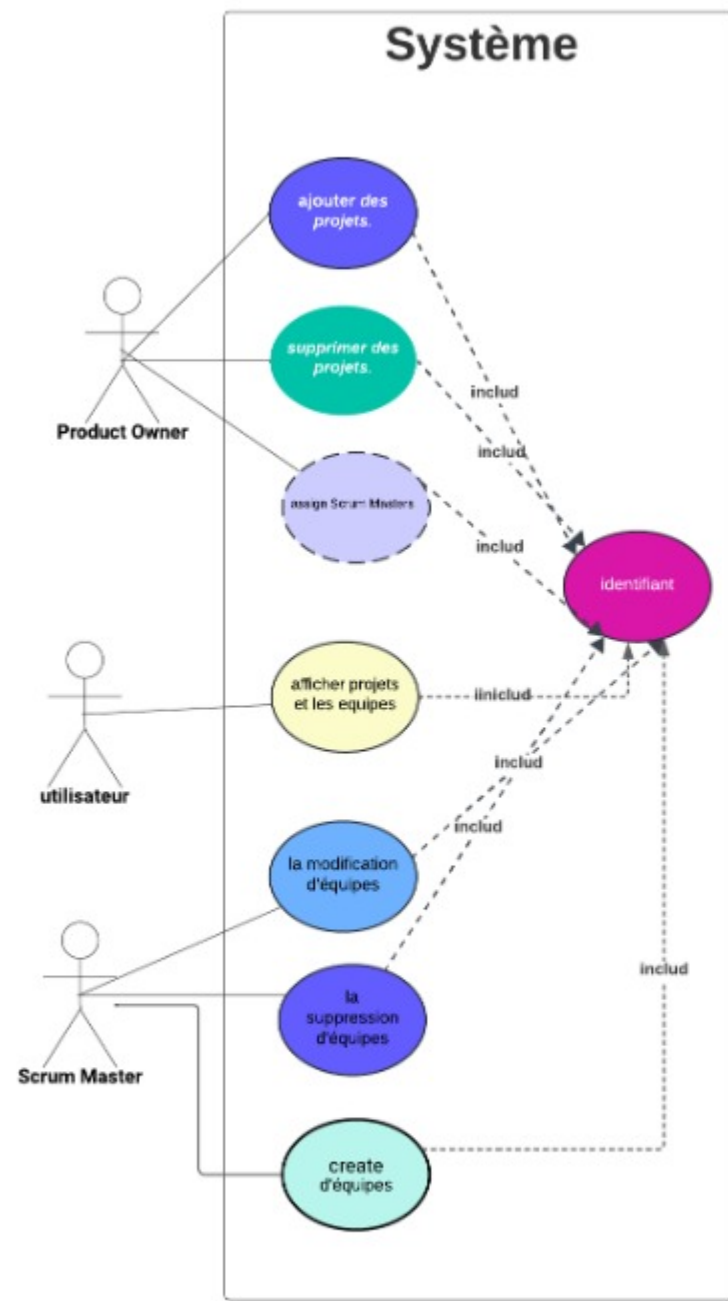 Système
ajouter des
projets.
supprimer des
projets.
includ
Product Owner
includ
assign Scrum Masters
includ
identifiant
afficher projets
et les equipes
iiniclud
utilisateur
includ
includ
la modification
d'équipes
includ
la
suppression
d'équipes
Scrum Master
create
d'équipes